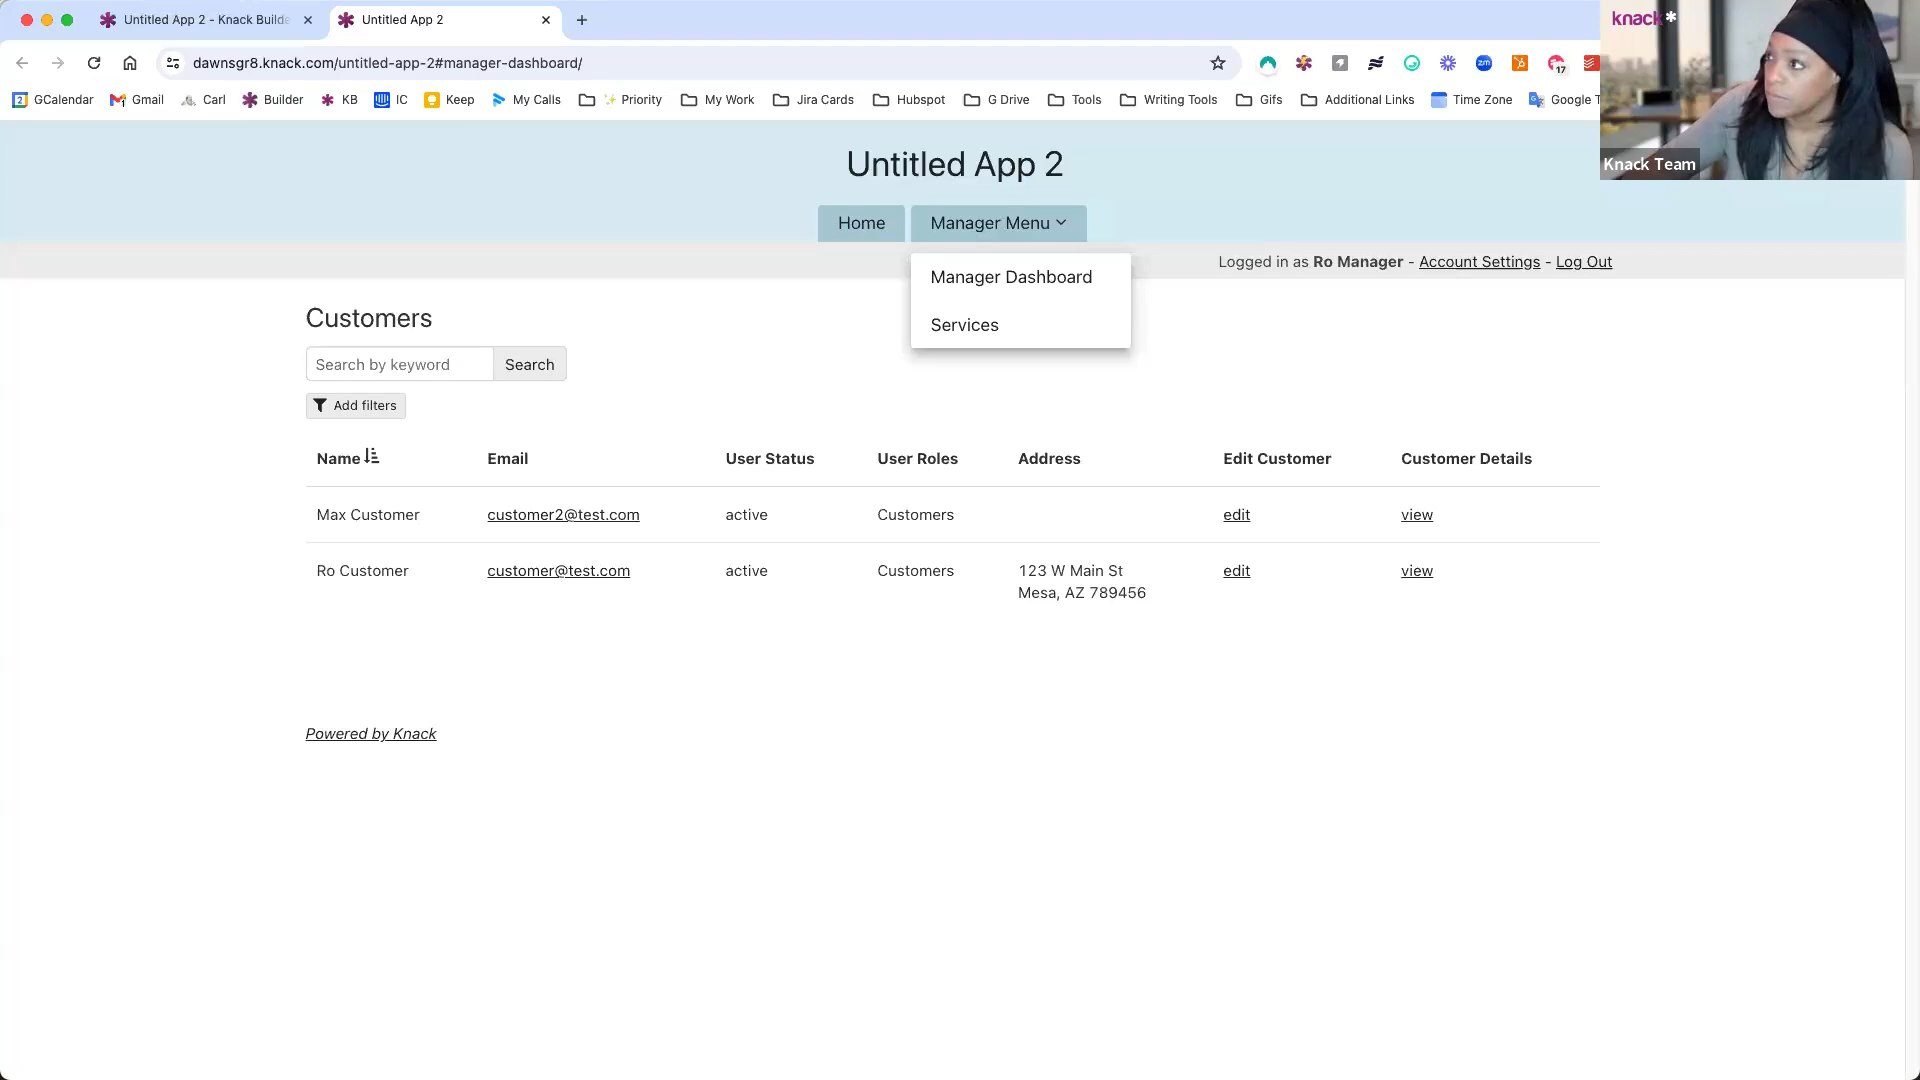 Untitled App 2 - Knack Builde
Untitled App 2
knack*
dawnsgr8.knack.com/untitled-app-2#manager-dashboard/
zm
17
2 GCalendar Gmail Carl Builder KB IC Keep My Calls ✨ Priority My Work Jira Cards Hubspot G Drive Tools Writing Tools Gifs Additional Links Time Zone Google T
Knack Team
Untitled App 2
Home Manager Menu
Logged in as Ro Manager - Account Settings - Log Out
Manager Dashboard
Services
Customers
Search by keyword Search
Add filters
Name Email User Status User Roles Address Edit Customer Customer Details
Max Customer customer2@test.com active Customers edit view
Ro Customer customer@test.com active Customers 123 W Main St edit view
Mesa, AZ 789456
Powered by Knack